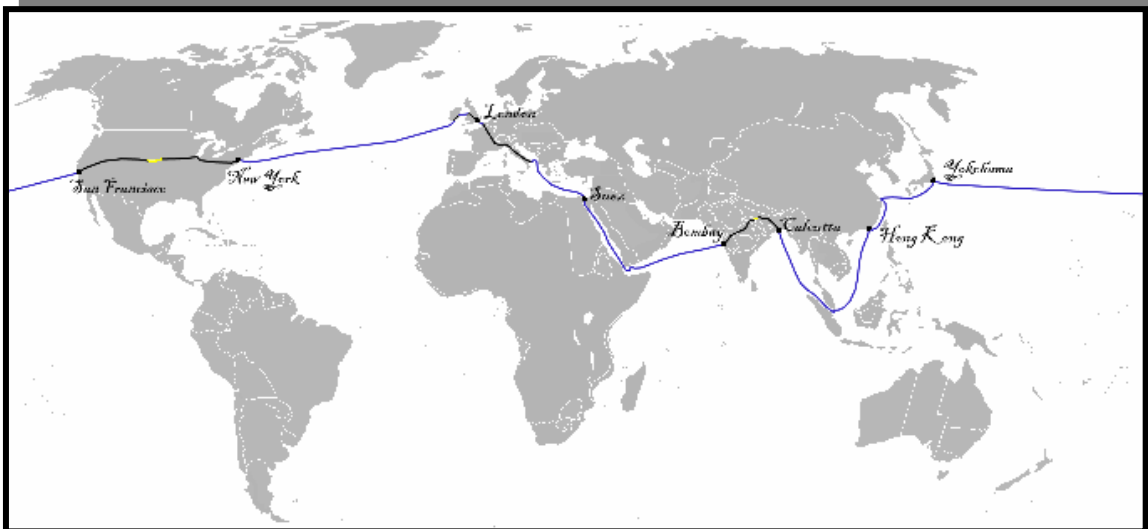 London
San Francisco
New York
Suez
Bombay
Calcutta
Hong Kong
Yokohama